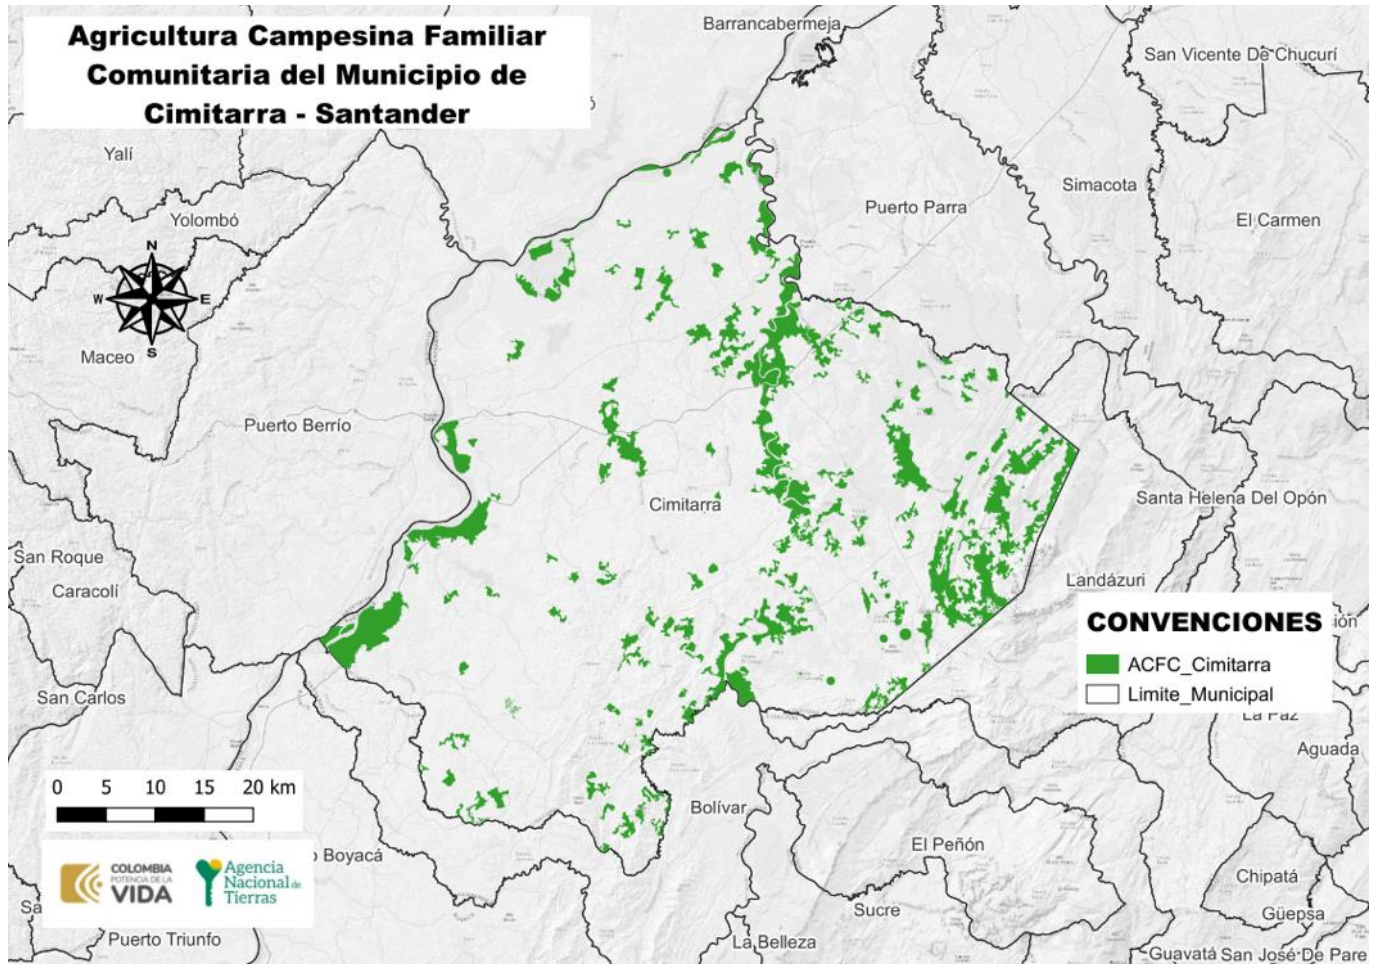 Agricultura Campesina Familiar
Comunitaria del Municipio de
Cimitarra - Santander
Barrancabermeja
San Vicente De Chucurí
Yalí
Yolombó
Simacota
Puerto Parra
El Carmen
N
W E
S
Maceo
Puerto Berrío
Cimitarra
Santa Helena Del Opón
San Roque
Caracolí
Landázuri
CONVENCIONES
ACFC_Cimitarra
Limite_Municipal
San Carlos
La Paz
Aguada
0 5 10 15 20 km
Bolívar
El Peñón
Boyacá
COLOMBIA
POTENCIA DE LA
VIDA
Agencia
Nacional de
Tierras
Chipatá
Sucre
Güepsa
Puerto Triunfo
La Belleza
Guavatá San José De Pare